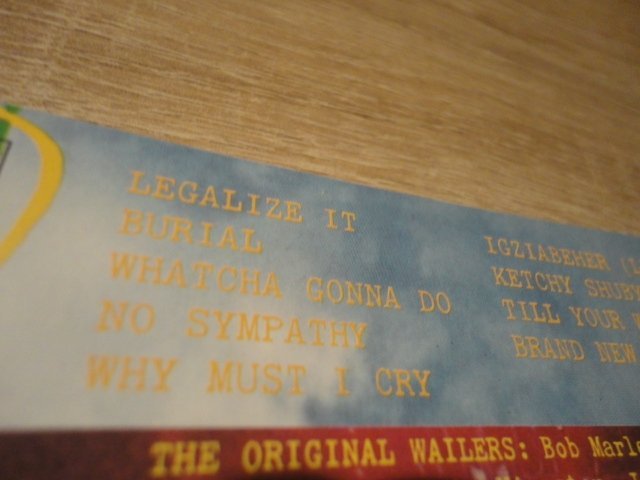 LEGALIZE IT
BURIAL
WHATCHA GONNA DO
NO SYMPATHY
WHY MUST I CRY
IGZIABEHER
KETCHY
TILL YOUR
BRAND NEW
THE ORIGINAL WAILERS: Bob